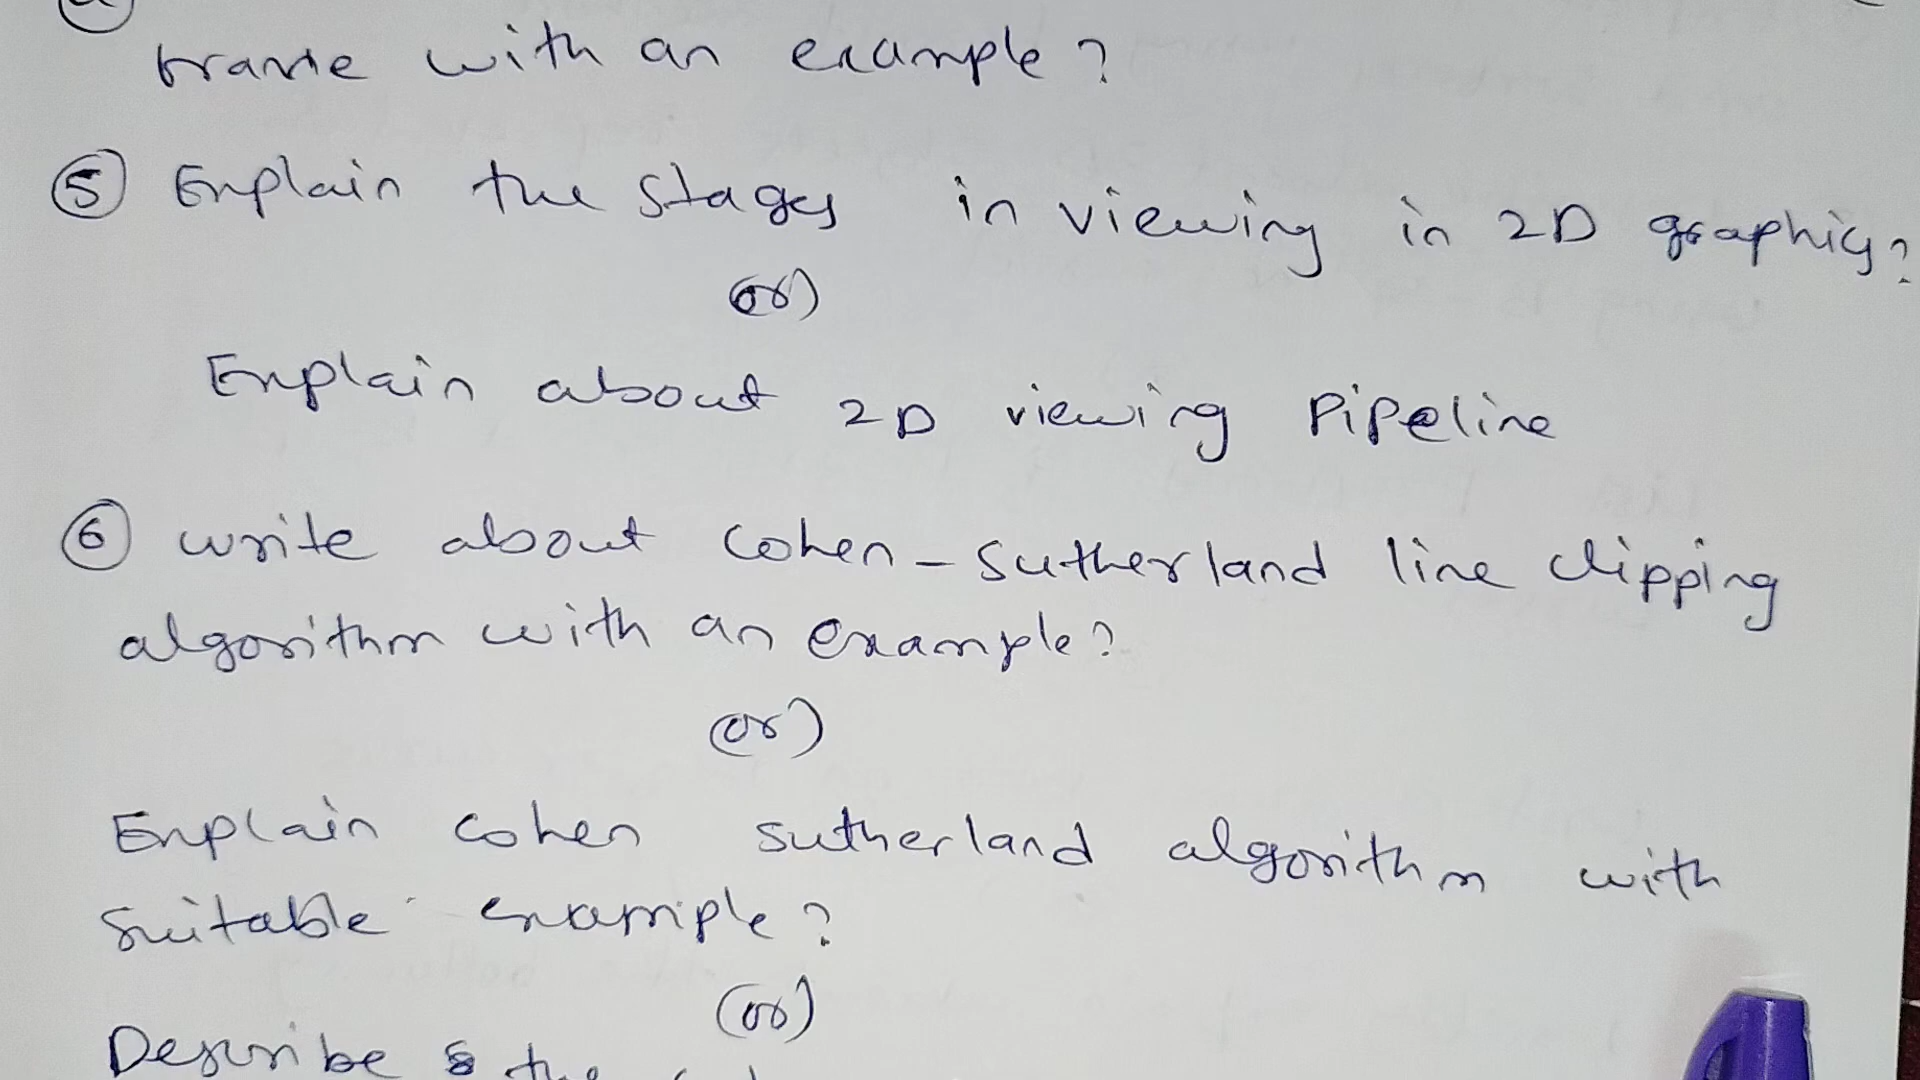 frame with an example?
⑤ Explain the stages in viewing in 2D graphics?
(or)
Explain about 2D viewing Pipeline
⑥ write about cohen - sutherland line clipping
algorithm with an example?
(or)
Explain cohen sutherland algorithm with
suitable example?
(or)
Describe the